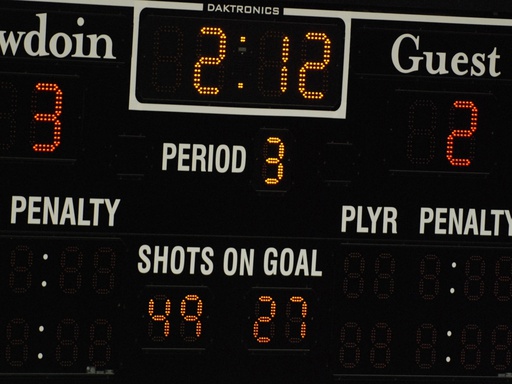 DAKTRONICS
wdoin 2:12 Guest
3 2
PERIOD 3
PENALTY PLYR PENALTY
SHOTS ON GOAL
: :
49 27
: :